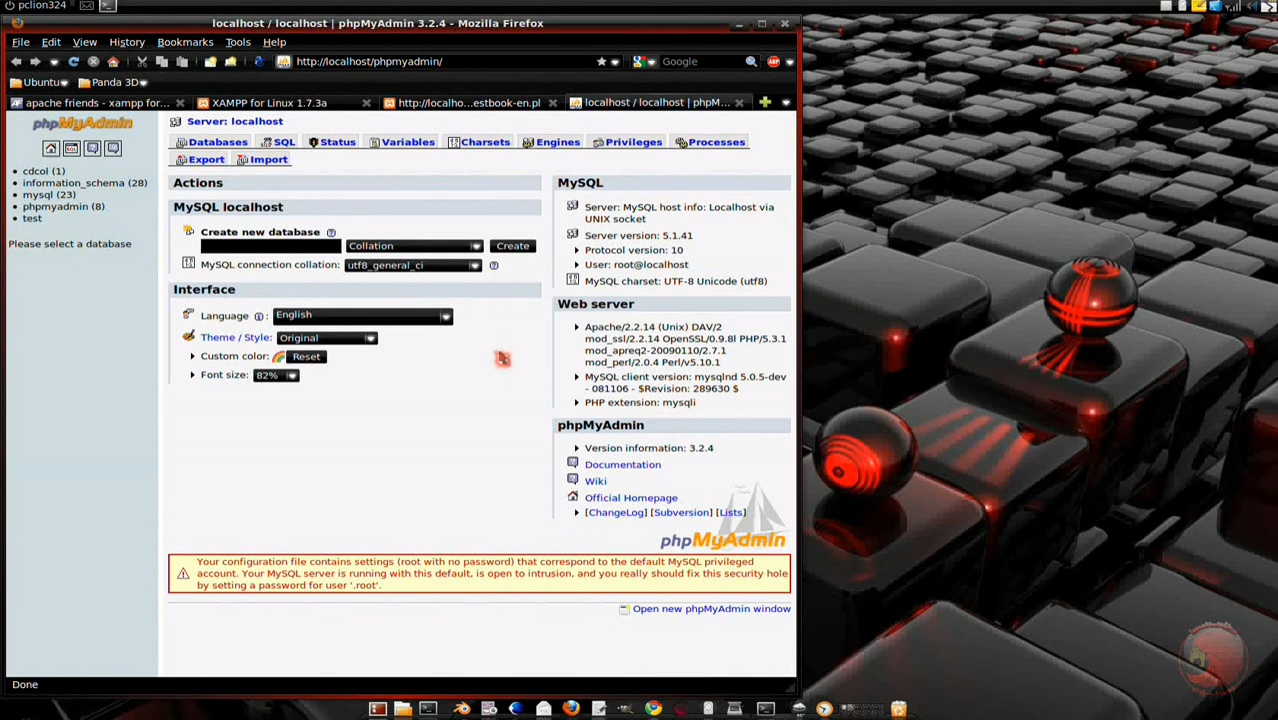 pclion324
localhost / localhost | phpMyAdmin 3.2.4 - Mozilla Firefox
File Edit View History Bookmarks Tools Help
http://localhost/phpmyadmin/
Google
ABP
Ubuntu Panda 3D
apache friends - xampp for...
XAMPP for Linux 1.7.3a
http://localho...estbook-en.pl
localhost / localhost | phpM...
phpMyAdmin
cdcol (1)
information_schema (28)
mysql (23)
phpmyadmin (8)
test
Please select a database
Server: localhost
Databases SQL Status Variables Charsets Engines Privileges Processes
Export Import
Actions
MySQL localhost
Create new database
Collation Create
MySQL connection collation: utf8_general_ci
Interface
Language : English
Theme / Style: Original
Custom color: Reset
Font size: 82%
MySQL
Server: MySQL host info: Localhost via
UNIX socket
Server version: 5.1.41
Protocol version: 10
User: root@localhost
MySQL charset: UTF-8 Unicode (utf8)
Web server
Apache/2.2.14 (Unix) DAV/2
mod_ssl/2.2.14 OpenSSL/0.9.8l PHP/5.3.1
mod_apreq2-20090110/2.7.1
mod_perl/2.0.4 Perl/v5.10.1
MySQL client version: mysqlnd 5.0.5-dev
- 081106 - $Revision: 289630 $
PHP extension: mysqli
phpMyAdmin
Version information: 3.2.4
Documentation
Wiki
Official Homepage
[ChangeLog] [Subversion] [Lists]
phpMyAdmin
Your configuration file contains settings (root with no password) that correspond to the default MySQL privileged
account. Your MySQL server is running with this default, is open to intrusion, and you really should fix this security hole
by setting a password for user '.root'.
Open new phpMyAdmin window
Done